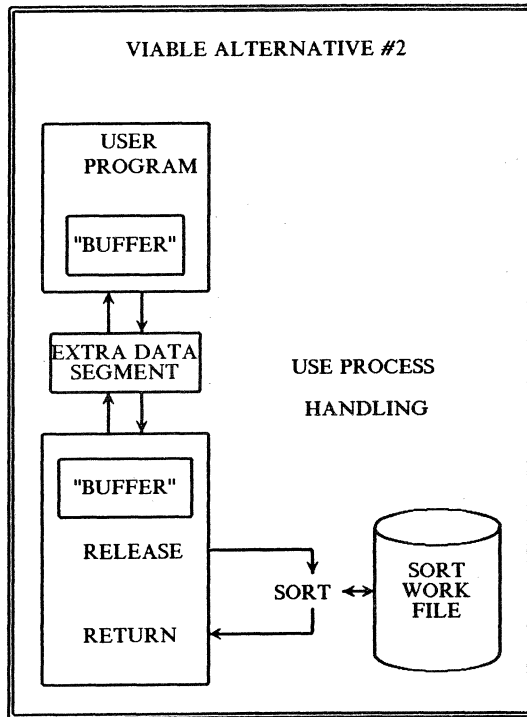 VIABLE ALTERNATIVE #2
USER
PROGRAM
"BUFFER"
EXTRA DATA
SEGMENT
USE PROCESS
HANDLING
"BUFFER"
RELEASE
SORT
RETURN
SORT
WORK
FILE